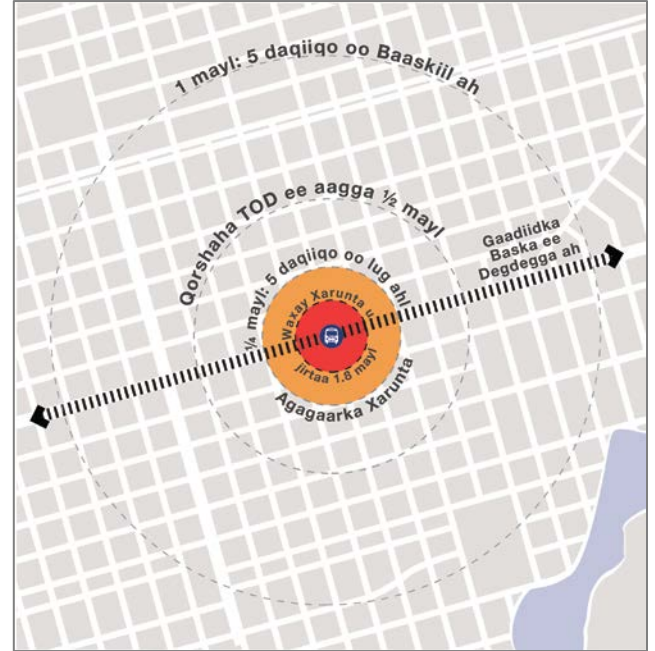 1 mayl: 5 daqiiqo oo Baaskiil ah
Qorshaha TOD ee aagga ½ mayl
Gaadiidka
Baska ee
Degdegga ah
¼ mayl: 5 daqiiqo oo lug ahl
Waxay Xarunta u
jirtaa 1.8 mayl
Agagaarka Xarunta